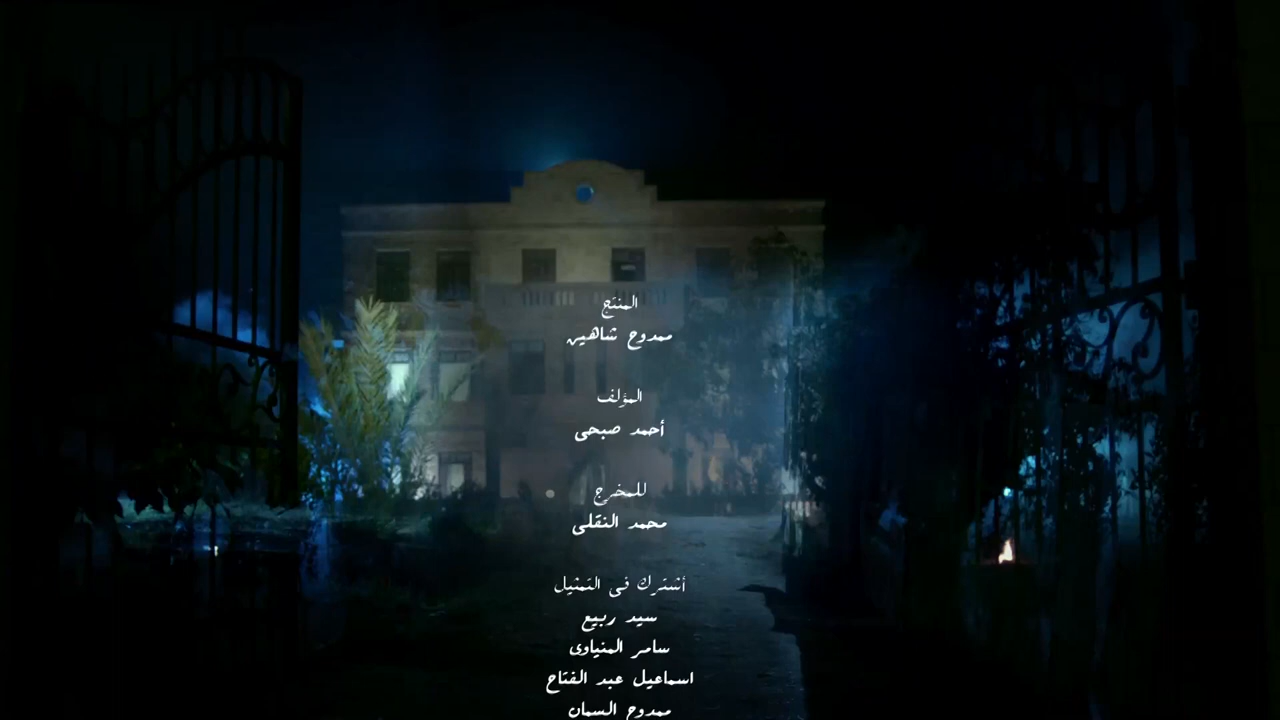 المنتج
ممدوح شاهين
المؤلف
أحمد صبحى
للمخرج
محمد النقلى
أشترك فى التمثيل
سيد ربيع
سامر المنياوى
اسماعيل عبد الفتاح
ممدوح السمان